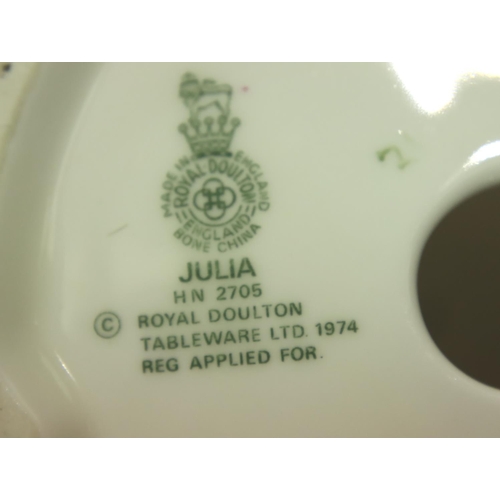 MADE IN ENGLAND
ROYAL DOULTON
ENGLAND
BONE CHINA
JULIA
HN 2705
© ROYAL DOULTON
TABLEWARE LTD. 1974
REG APPLIED FOR.